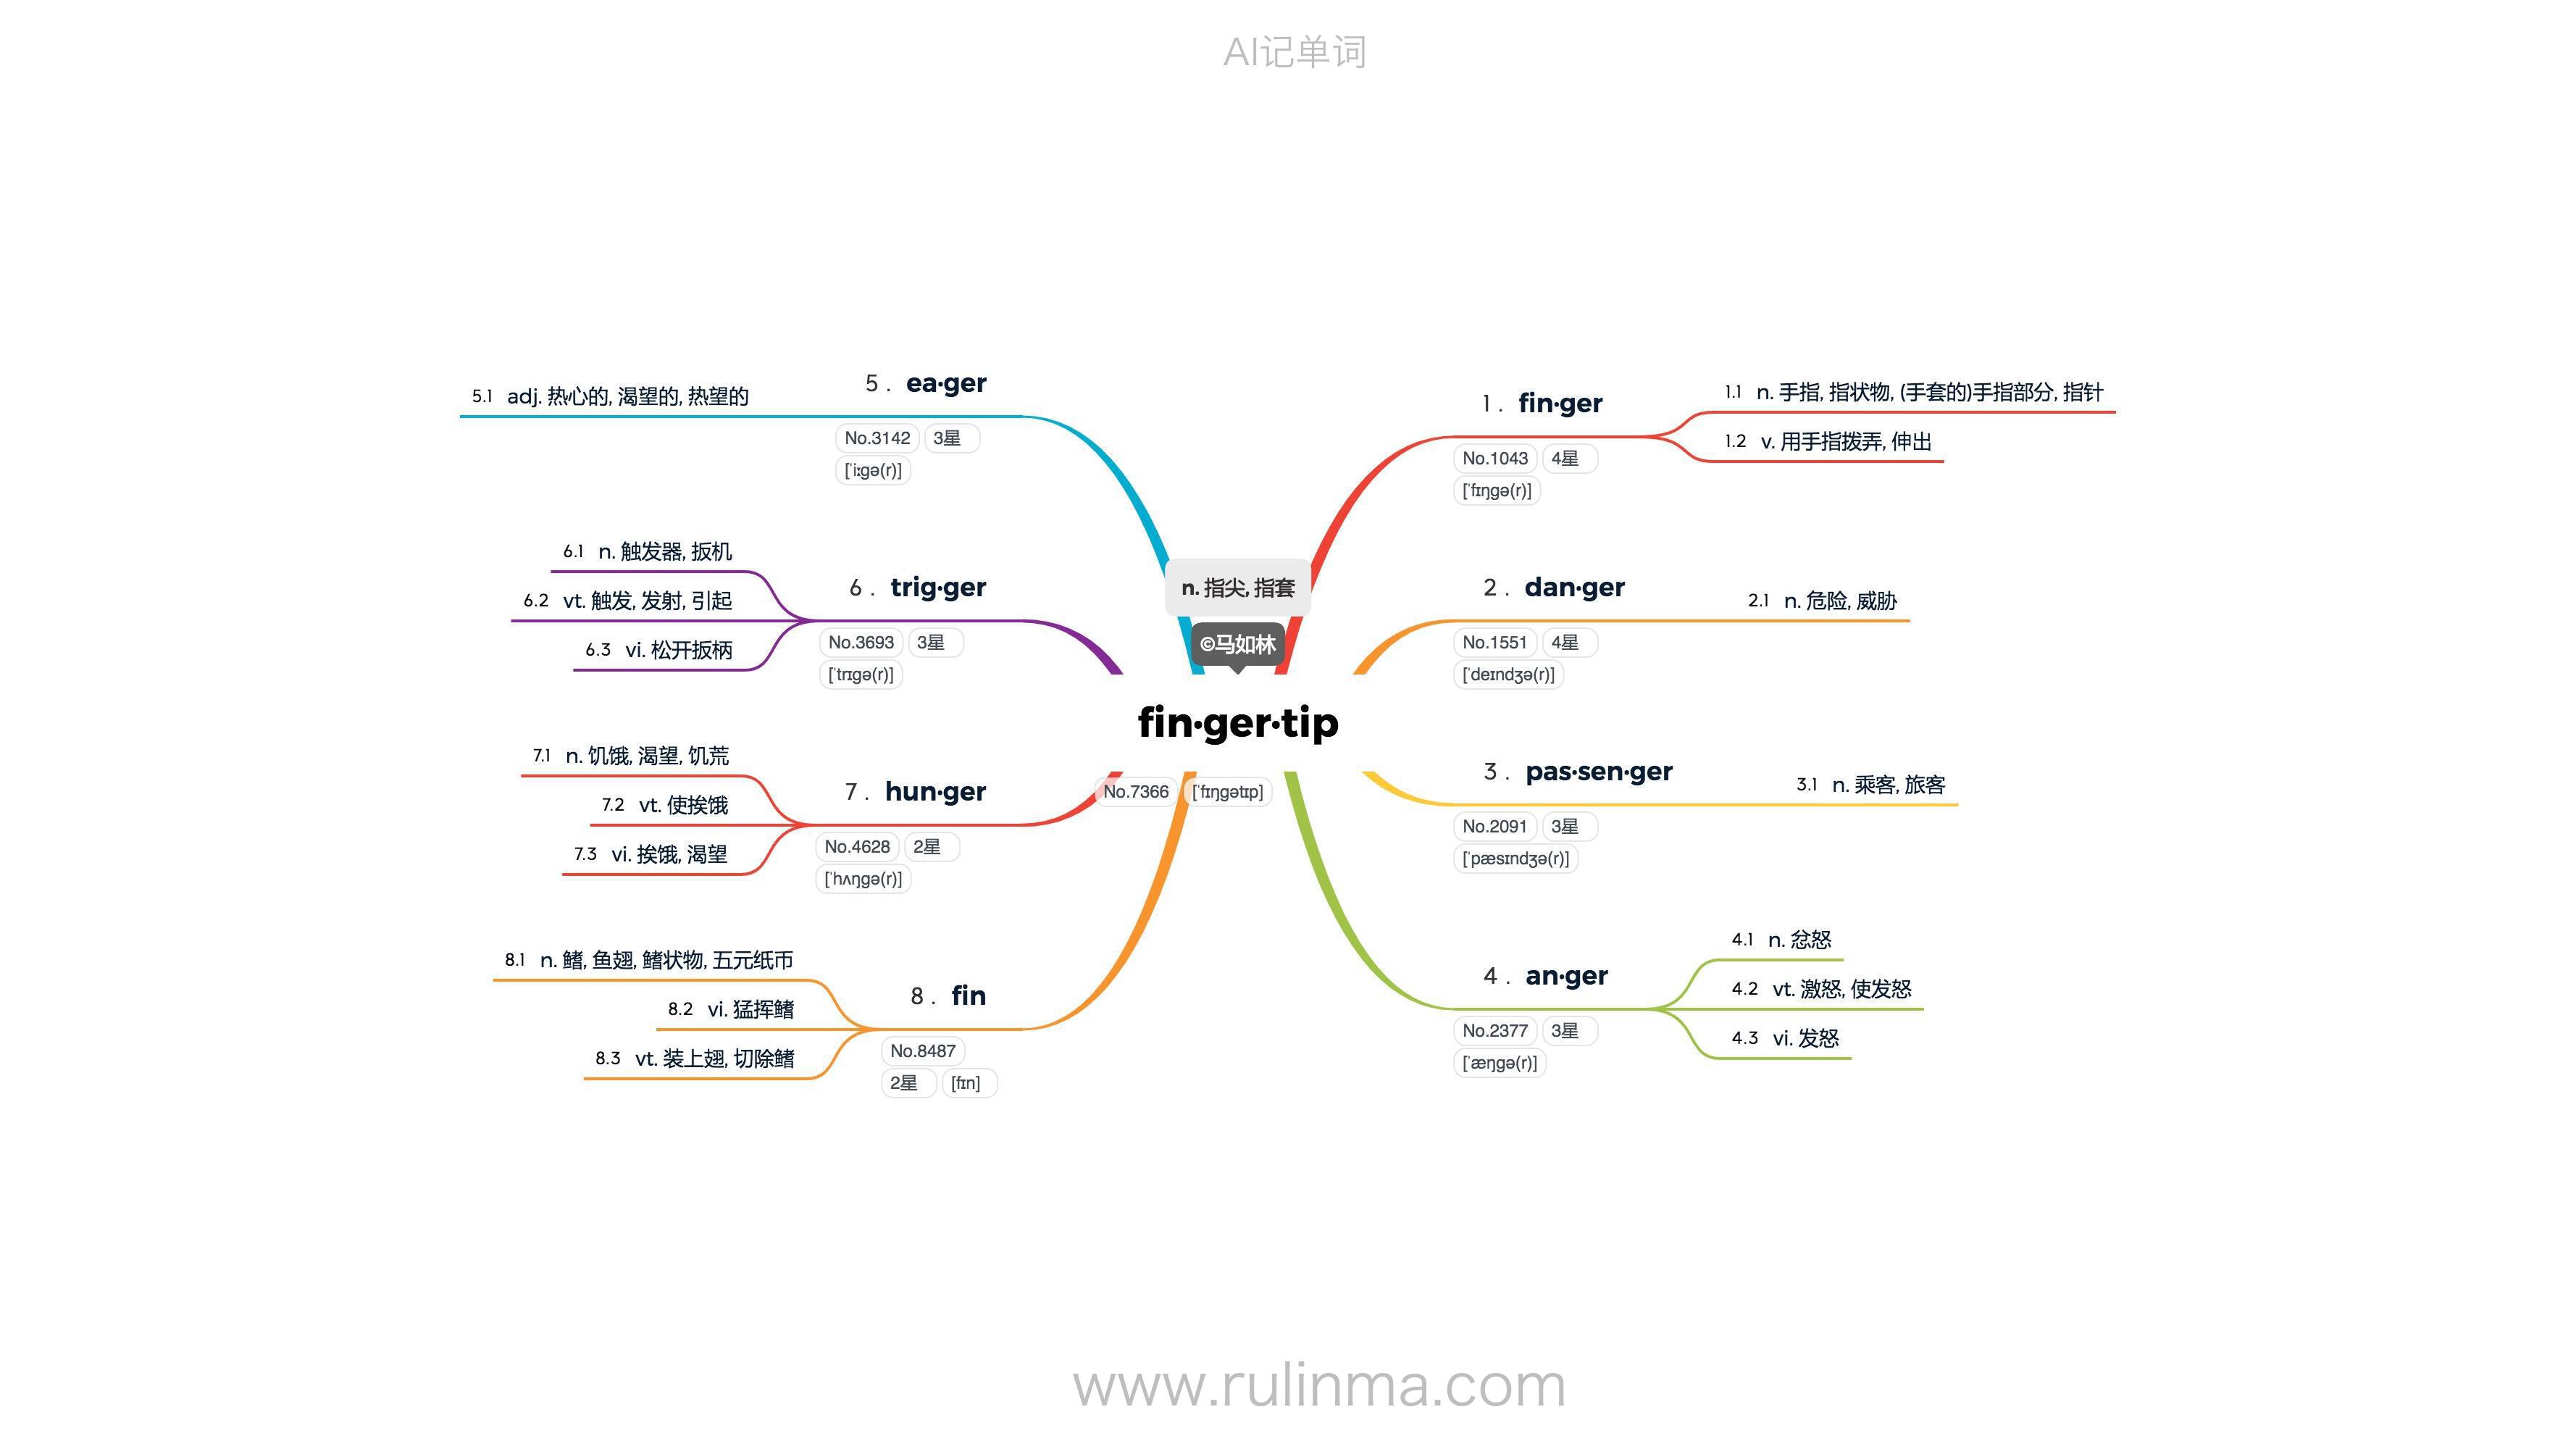 AI记单词
n. 指尖, 指套
©马如林
fin·ger·tip
No.7366 [ˈfɪŋgətɪp]
1 . fin·ger
No.1043 4星
[ˈfɪŋgə(r)]
1.1 n. 手指, 指状物, (手套的)手指部分, 指针
1.2 v. 用手指拨弄, 伸出
2 . dan·ger
No.1551 4星
[ˈdeɪndʒə(r)]
2.1 n. 危险, 威胁
3 . pas·sen·ger
No.2091 3星
[ˈpæsɪndʒə(r)]
3.1 n. 乘客, 旅客
4 . an·ger
No.2377 3星
[ˈæŋgə(r)]
4.1 n. 忿怒
4.2 vt. 激怒, 使发怒
4.3 vi. 发怒
5 . ea·ger
No.3142 3星
[ˈiːgə(r)]
5.1 adj. 热心的, 渴望的, 热望的
6 . trig·ger
No.3693 3星
[ˈtrɪgə(r)]
6.1 n. 触发器, 扳机
6.2 vt. 触发, 发射, 引起
6.3 vi. 松开扳柄
7 . hun·ger
No.4628 2星
[ˈhʌŋgə(r)]
7.1 n. 饥饿, 渴望, 饥荒
7.2 vt. 使挨饿
7.3 vi. 挨饿, 渴望
8 . fin
No.8487
2星 [fɪn]
8.1 n. 鳍, 鱼翅, 鳍状物, 五元纸币
8.2 vi. 猛挥鳍
8.3 vt. 装上翅, 切除鳍
www.rulinma.com